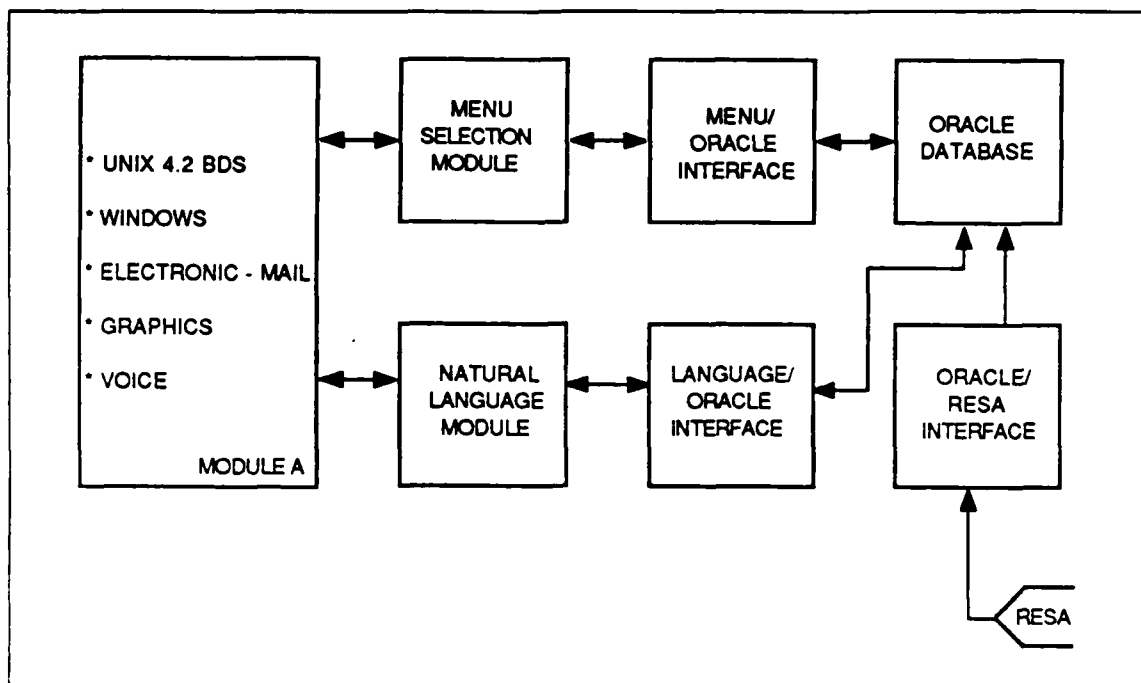 * UNIX 4.2 BDS
* WINDOWS
* ELECTRONIC - MAIL
* GRAPHICS
* VOICE
MODULE A
MENU
SELECTION
MODULE
MENU/
ORACLE
INTERFACE
ORACLE
DATABASE
NATURAL
LANGUAGE
MODULE
LANGUAGE/
ORACLE
INTERFACE
ORACLE/
RESA
INTERFACE
RESA